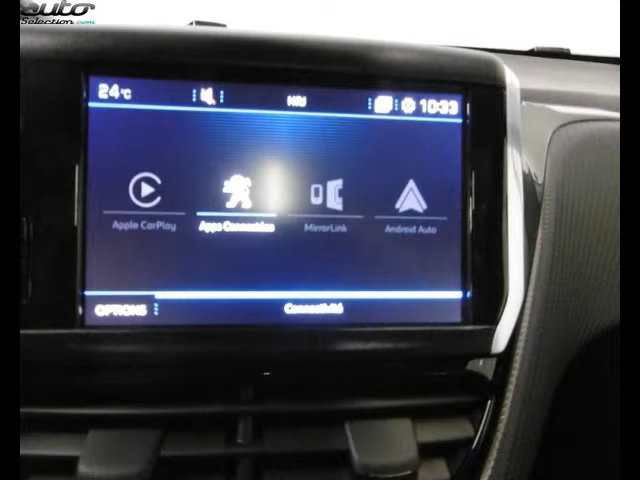 auto
Selection.com
24°C
NRJ
10:33
Apple CarPlay
Apps Connectées
MirrorLink
Android Auto
OPTIONS
Connectivité